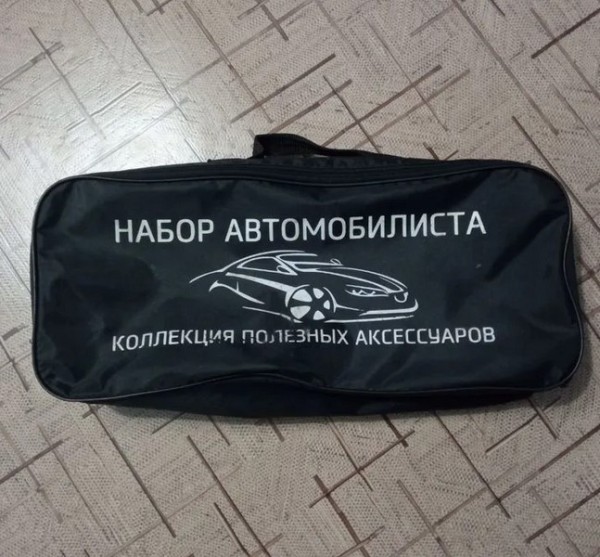 НАБОР АВТОМОБИЛИСТА
КОЛЛЕКЦИЯ ПОЛЕЗНЫХ АКСЕССУАРОВ